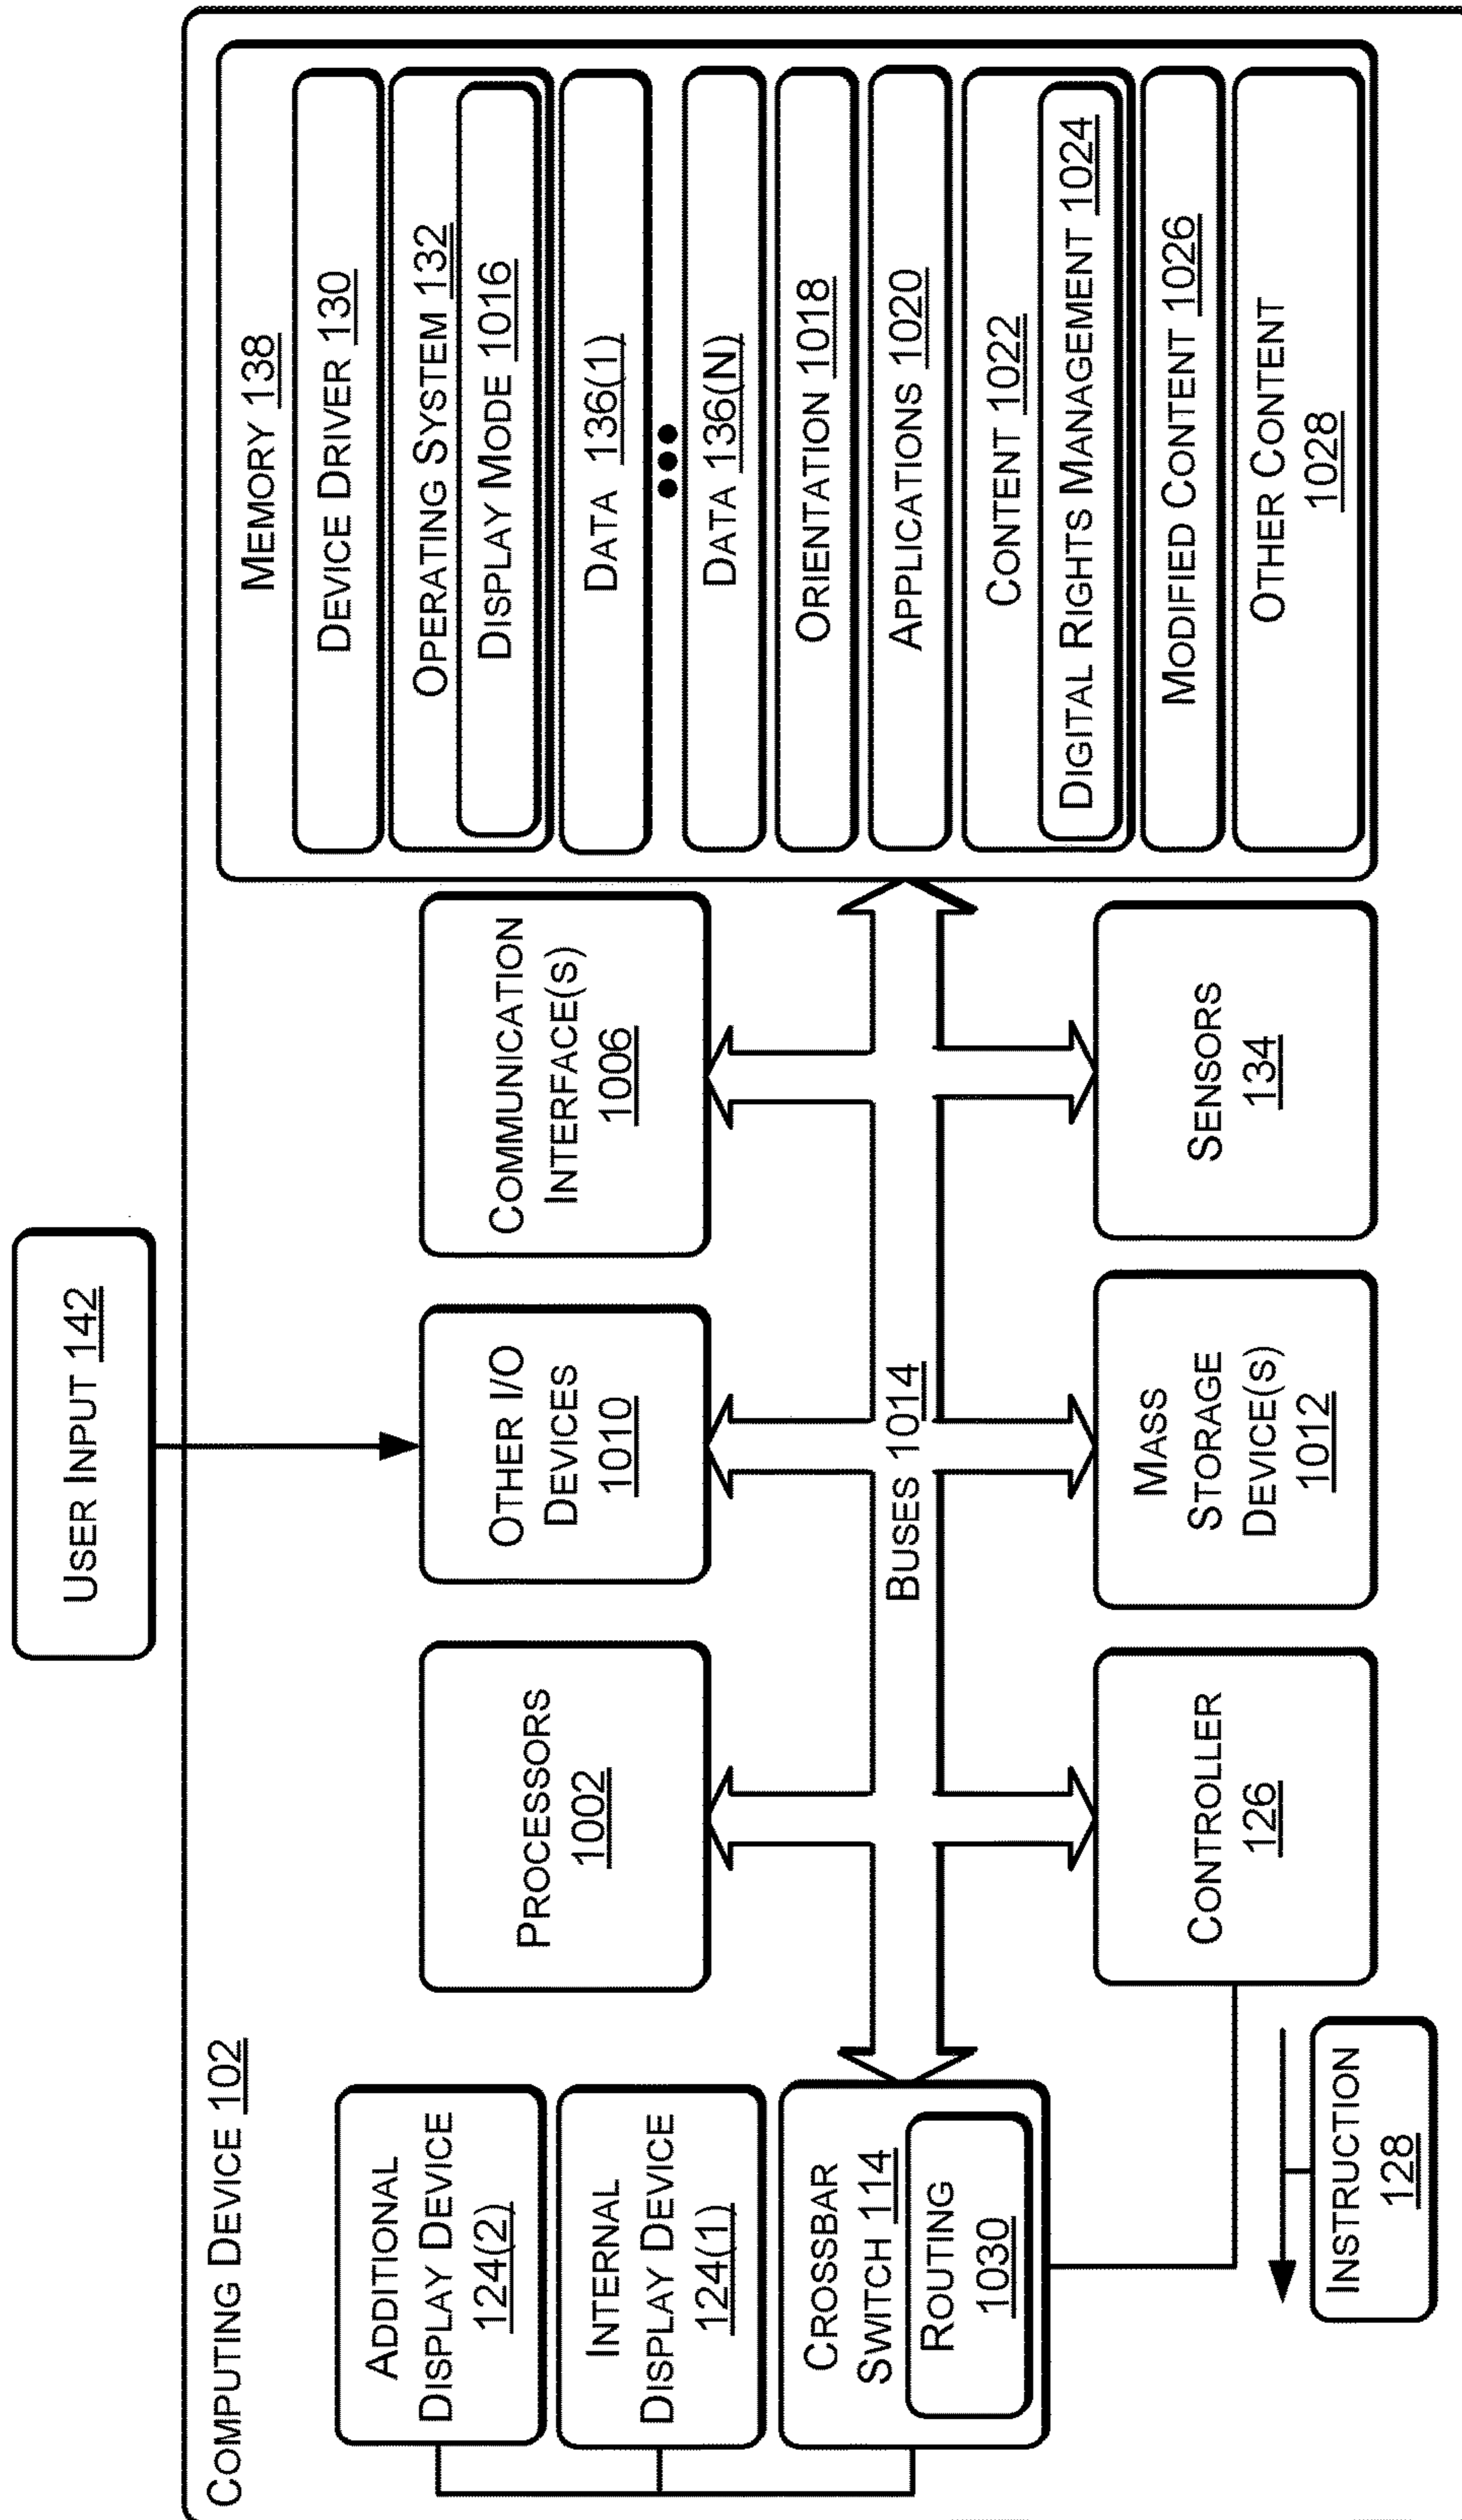 USER INPUT 142
COMPUTING DEVICE 102
ADDITIONAL
DISPLAY DEVICE
124(2)
INTERNAL
DISPLAY DEVICE
124(1)
CROSSBAR
SWITCH 114
ROUTING
1030
PROCESSORS
1002
OTHER I/O
DEVICES
1010
COMMUNICATION
INTERFACE(S)
1006
BUSES 1014
CONTROLLER
126
MASS
STORAGE
DEVICE(S)
1012
SENSORS
134
INSTRUCTION
128
MEMORY 138
DEVICE DRIVER 130
OPERATING SYSTEM 132
DISPLAY MODE 1016
DATA 136(1)
DATA 136(N)
ORIENTATION 1018
APPLICATIONS 1020
CONTENT 1022
DIGITAL RIGHTS MANAGEMENT 1024
MODIFIED CONTENT 1026
OTHER CONTENT
1028